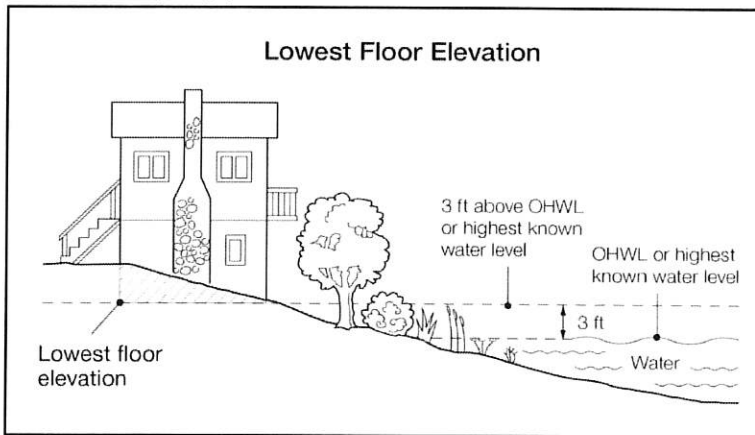 Lowest Floor Elevation
3 ft above OHWL
or highest known
water level
OHWL or highest
known water level
3 ft
Water
Lowest floor
elevation